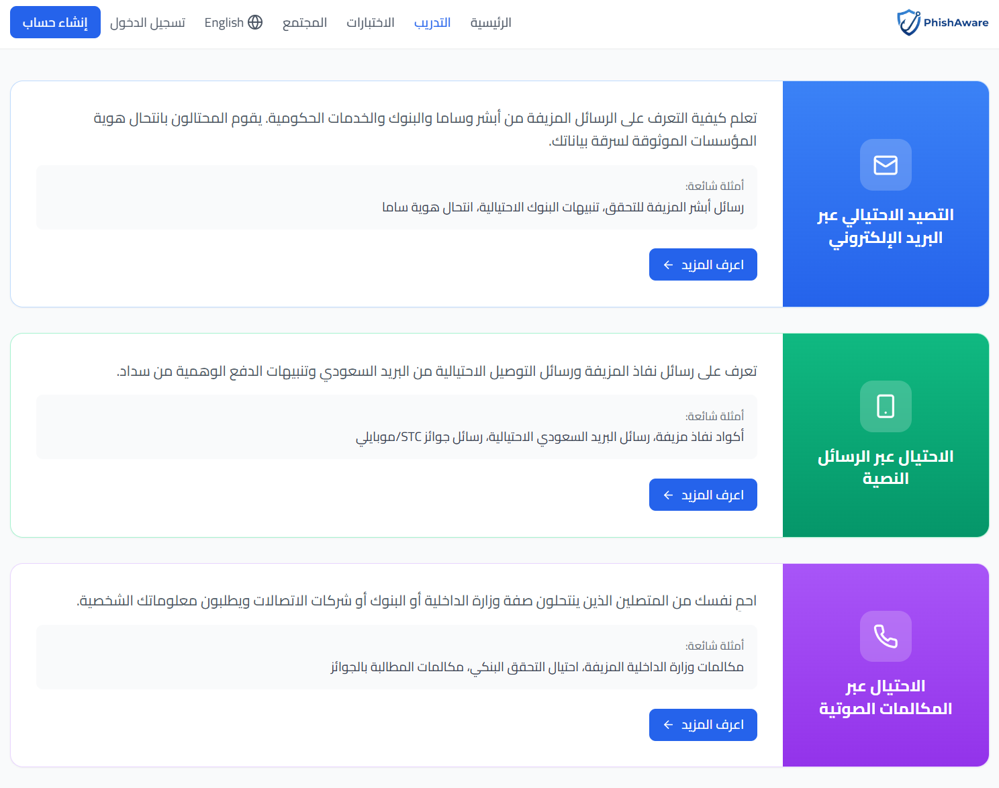 PhishAware
الرئيسية
التدريب
الاختبارات
المجتمع
English
تسجيل الدخول
إنشاء حساب
التصيد الاحتيالي عبر
البريد الإلكتروني
تعلم كيفية التعرف على الرسائل المزيفة من أبشر وساما والبنوك والخدمات الحكومية. يقوم المحتالون بانتحال هوية
المؤسسات الموثوقة لسرقة بياناتك.
أمثلة شائعة:
رسائل أبشر المزيفة للتحقق، تنبيهات البنوك الاحتيالية، انتحال هوية ساما
اعرف المزيد ←
الاحتيال عبر الرسائل
النصية
تعرف على رسائل نفاذ المزيفة ورسائل التوصيل الاحتيالية من البريد السعودي وتنبيهات الدفع الوهمية من سداد.
أمثلة شائعة:
أكواد نفاذ مزيفة، رسائل البريد السعودي الاحتيالية، رسائل جوائز STC/موبايلي
اعرف المزيد ←
الاحتيال عبر
المكالمات الصوتية
احمِ نفسك من المتصلين الذين ينتحلون صفة وزارة الداخلية أو البنوك أو شركات الاتصالات ويطلبون معلوماتك الشخصية.
أمثلة شائعة:
مكالمات وزارة الداخلية المزيفة، احتيال التحقق البنكي، مكالمات المطالبة بالجوائز
اعرف المزيد ←